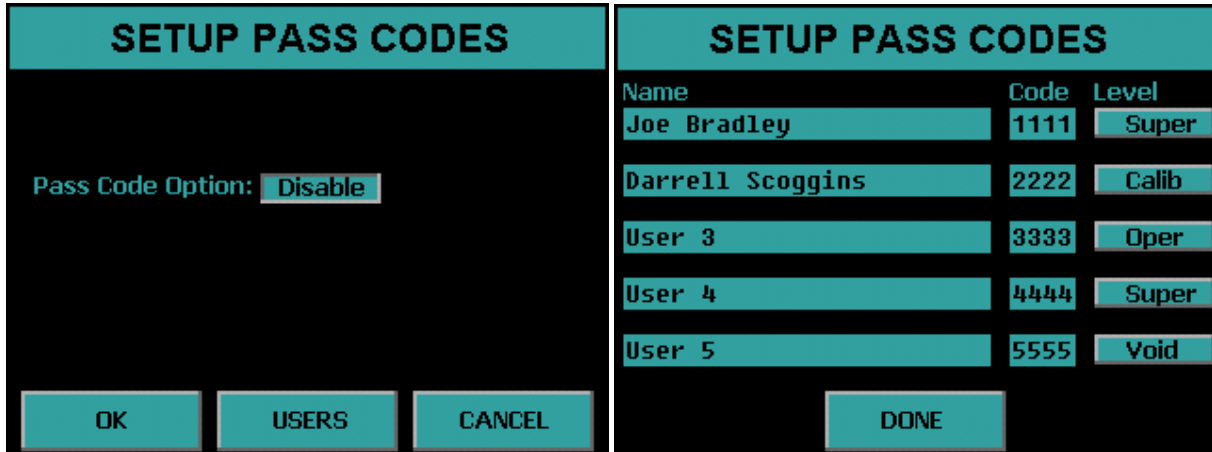 SETUP PASS CODES
Pass Code Option: Disable
OK USERS CANCEL
SETUP PASS CODES
Name Code Level
Joe Bradley 1111 Super
Darrell Scoggins 2222 Calib
User 3 3333 Oper
User 4 4444 Super
User 5 5555 Void
DONE